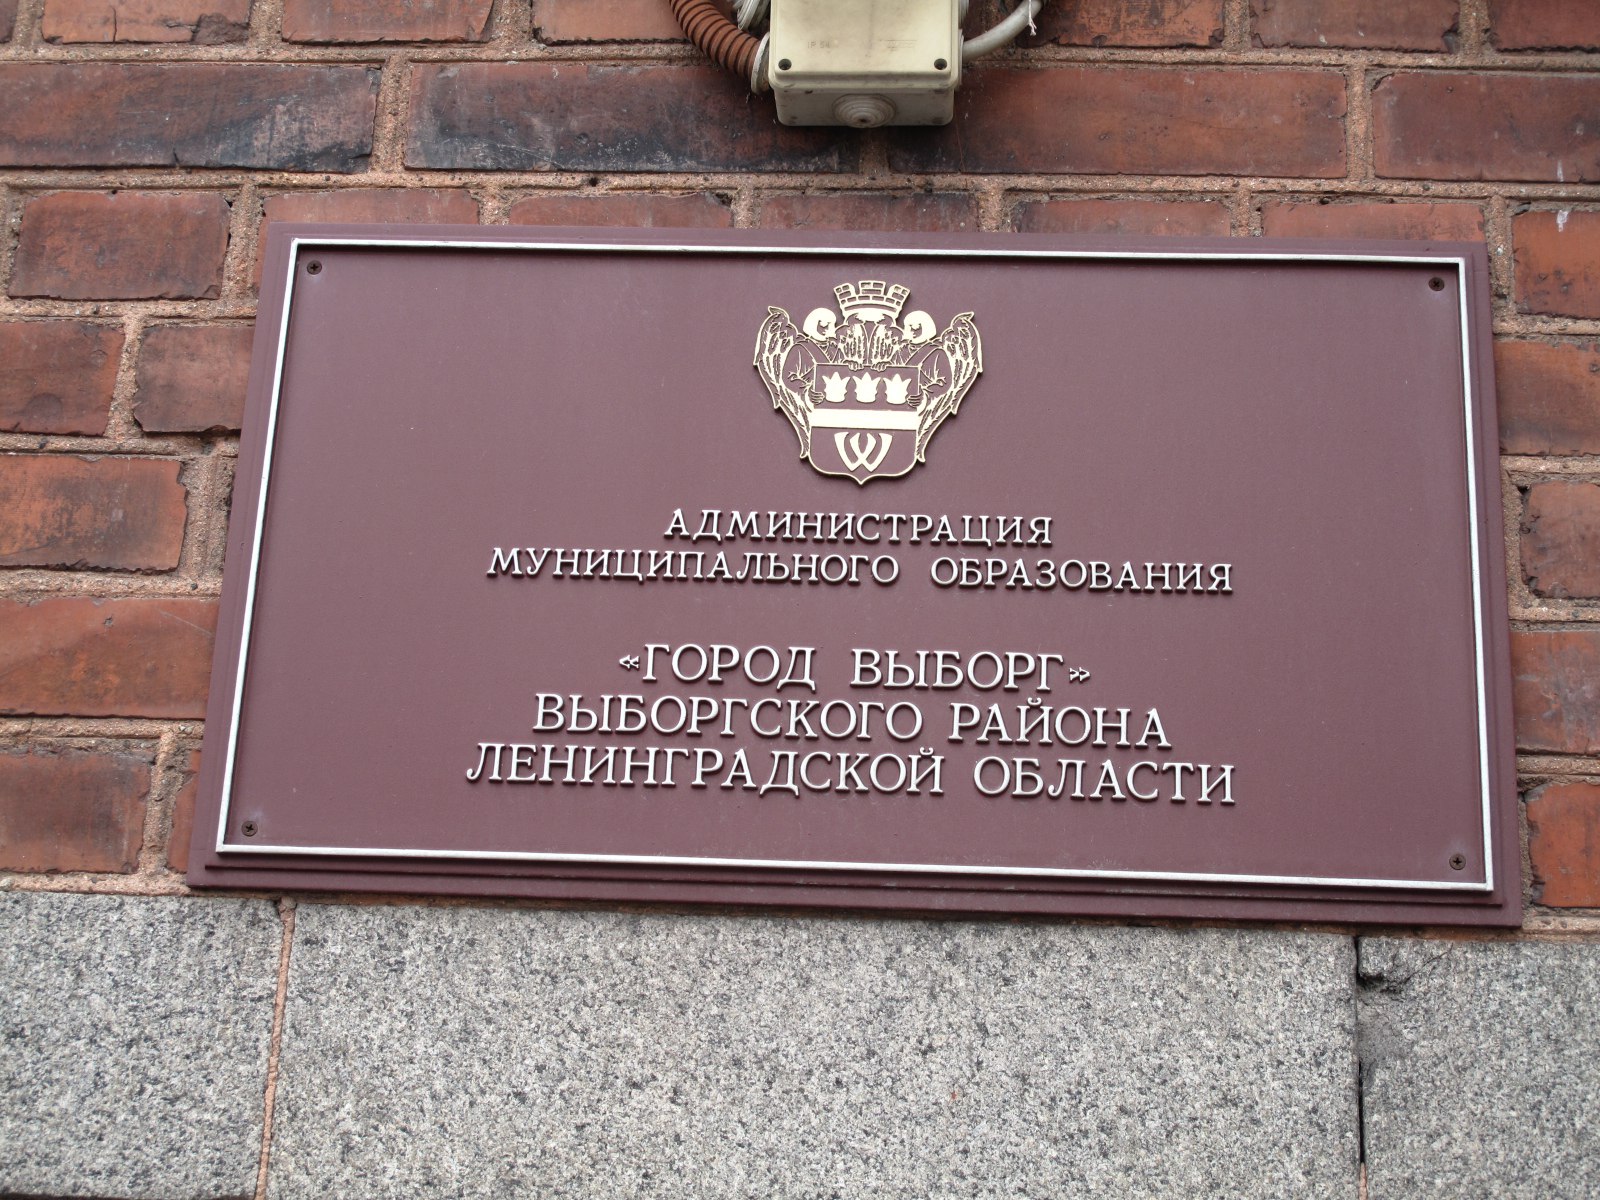 АДМИНИСТРАЦИЯ
МУНИЦИПАЛЬНОГО ОБРАЗОВАНИЯ
«ГОРОД ВЫБОРГ»
ВЫБОРГСКОГО РАЙОНА
ЛЕНИНГРАДСКОЙ ОБЛАСТИ